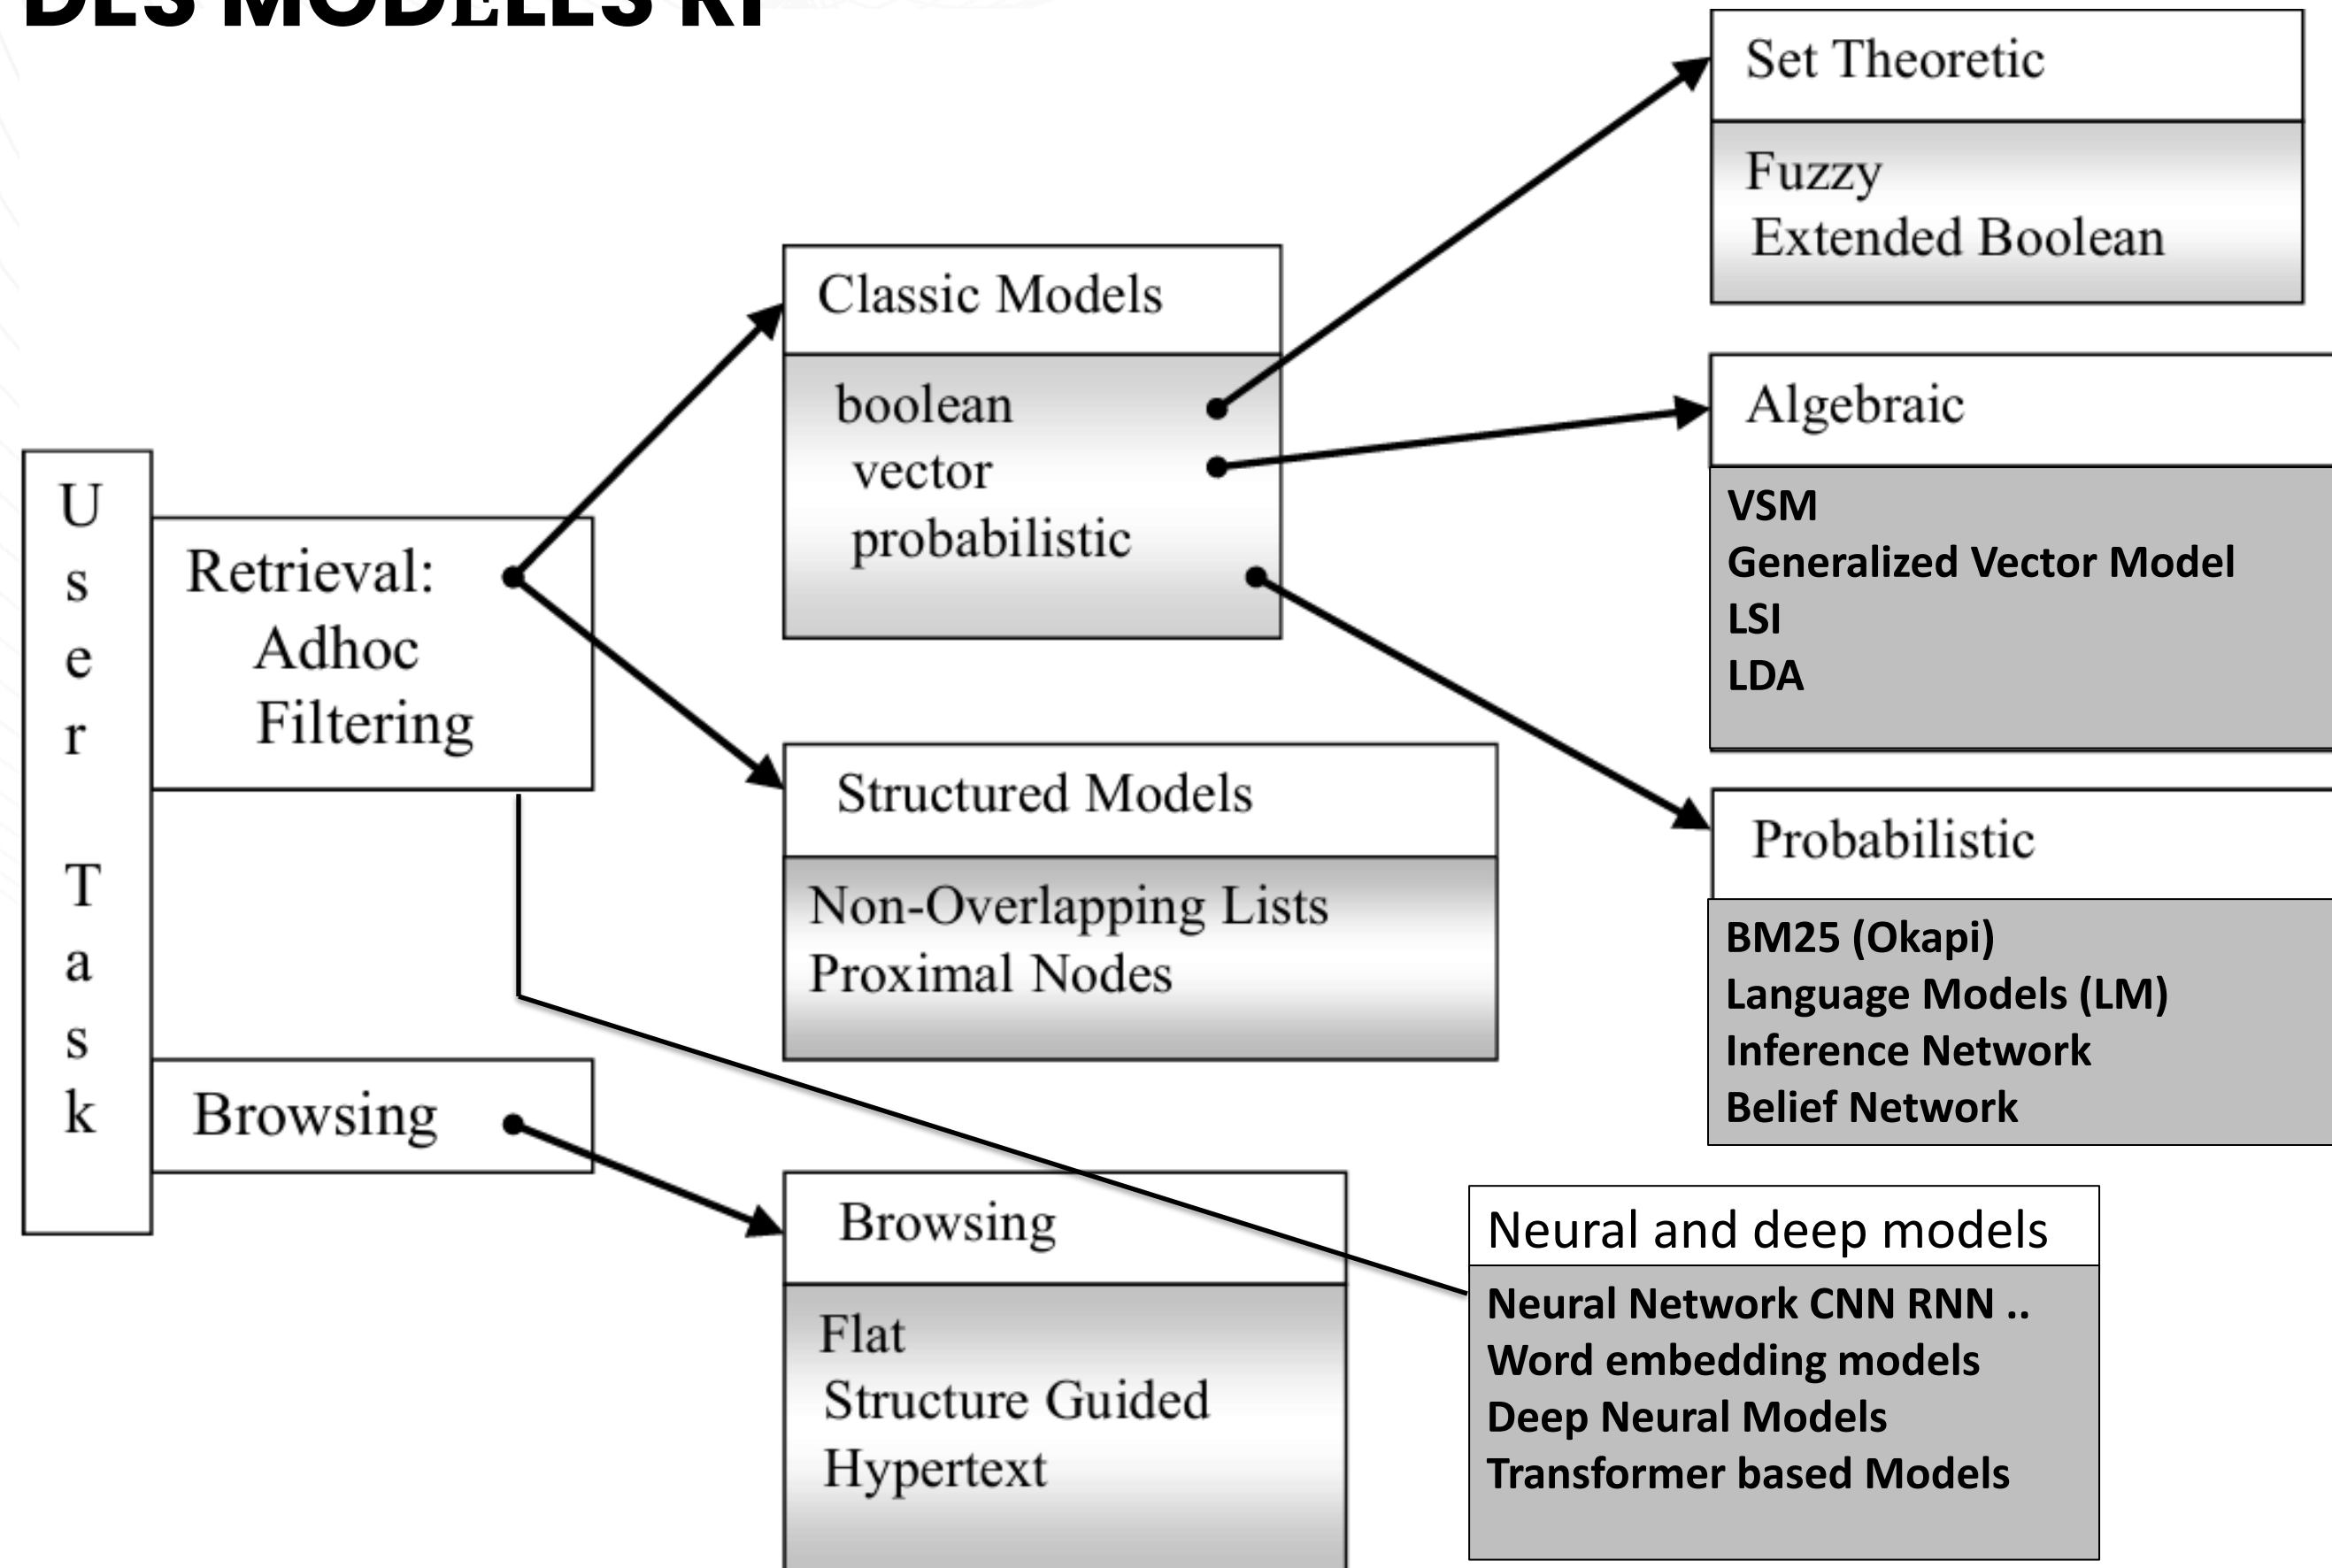 DES MODÈLES RI
User Task
Retrieval:
Adhoc
Filtering
Browsing
Classic Models
boolean
vector
probabilistic
Structured Models
Non-Overlapping Lists
Proximal Nodes
Browsing
Flat
Structure Guided
Hypertext
Set Theoretic
Fuzzy
Extended Boolean
Algebraic
VSM
Generalized Vector Model
LSI
LDA
Probabilistic
BM25 (Okapi)
Language Models (LM)
Inference Network
Belief Network
Neural and deep models
Neural Network CNN RNN ..
Word embedding models
Deep Neural Models
Transformer based Models